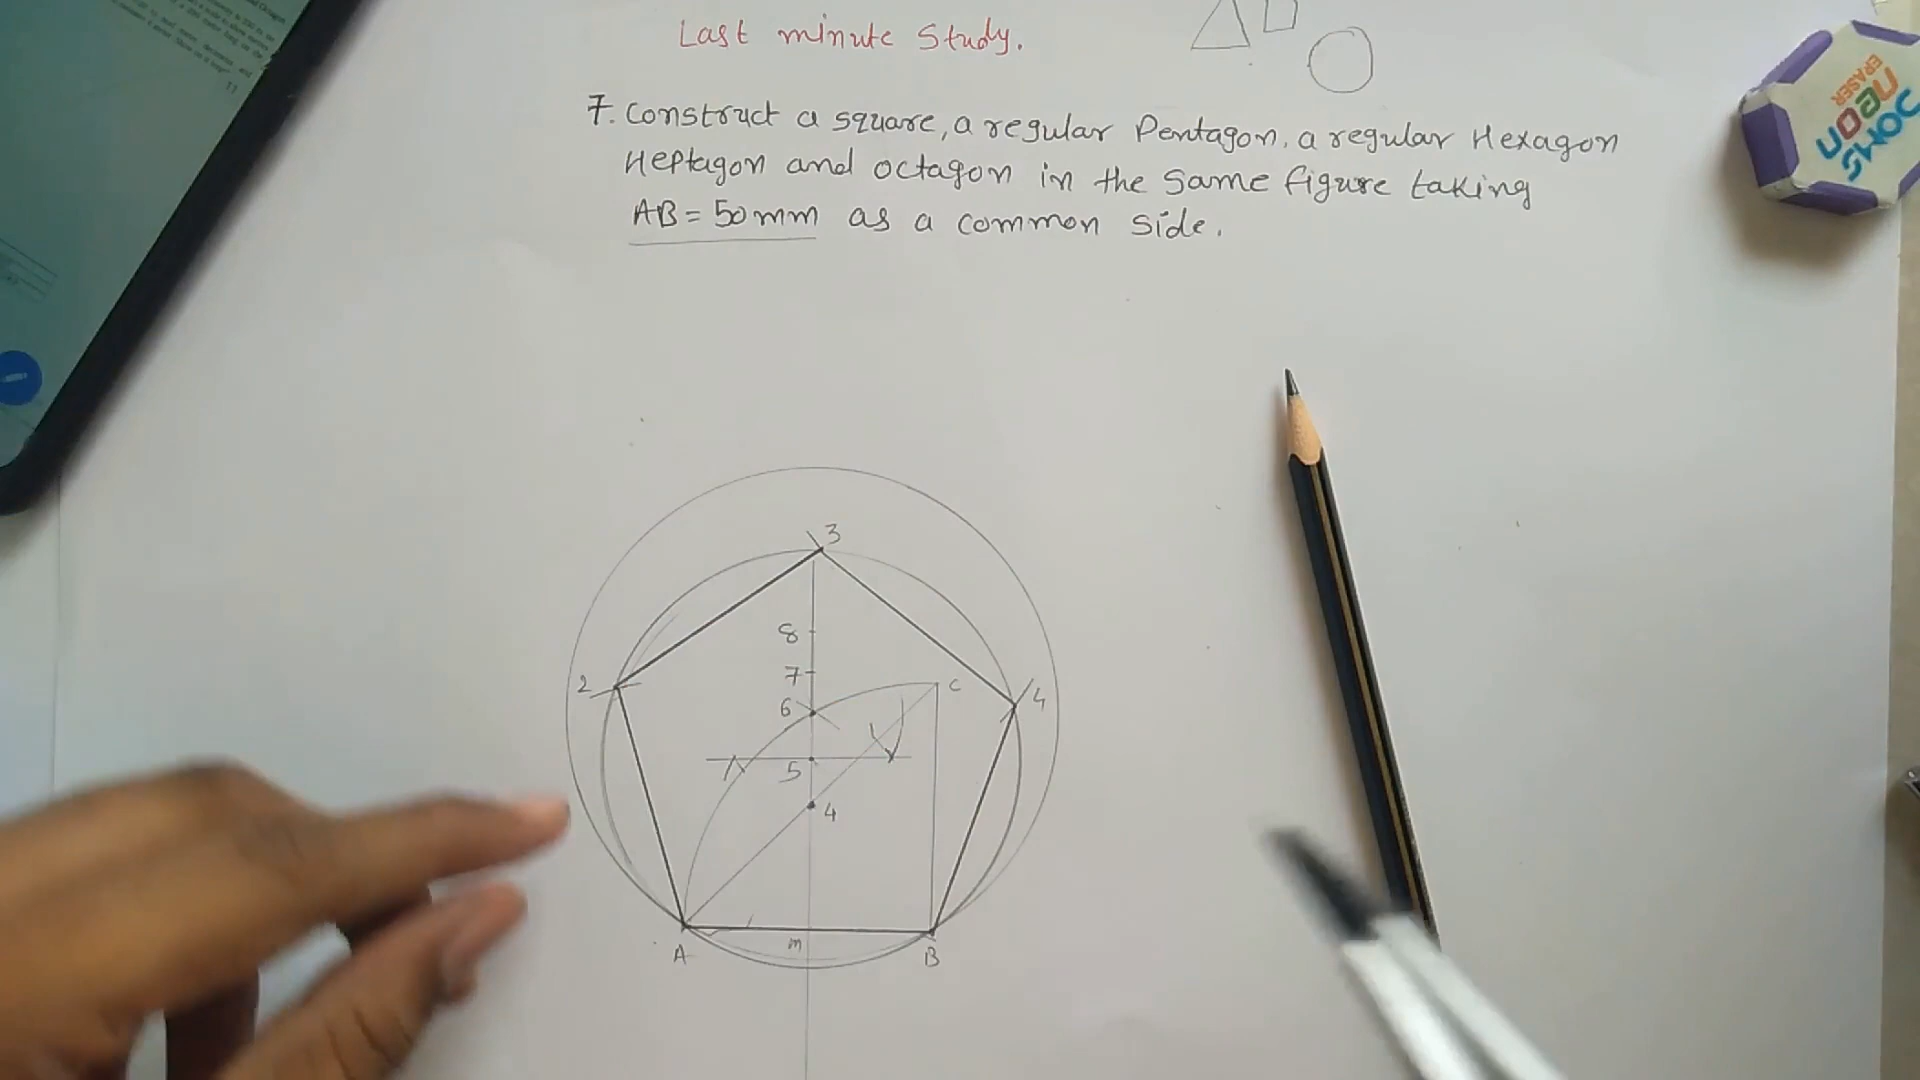 Last minute Study.
7. Construct a square, a regular Pentagon, a regular Hexagon
Heptagon and octagon in the same figure taking
AB = 50mm as a common side.
DOMS
neon
ERASER
3
8
2
7
C
4
6
5
4
m
A
B